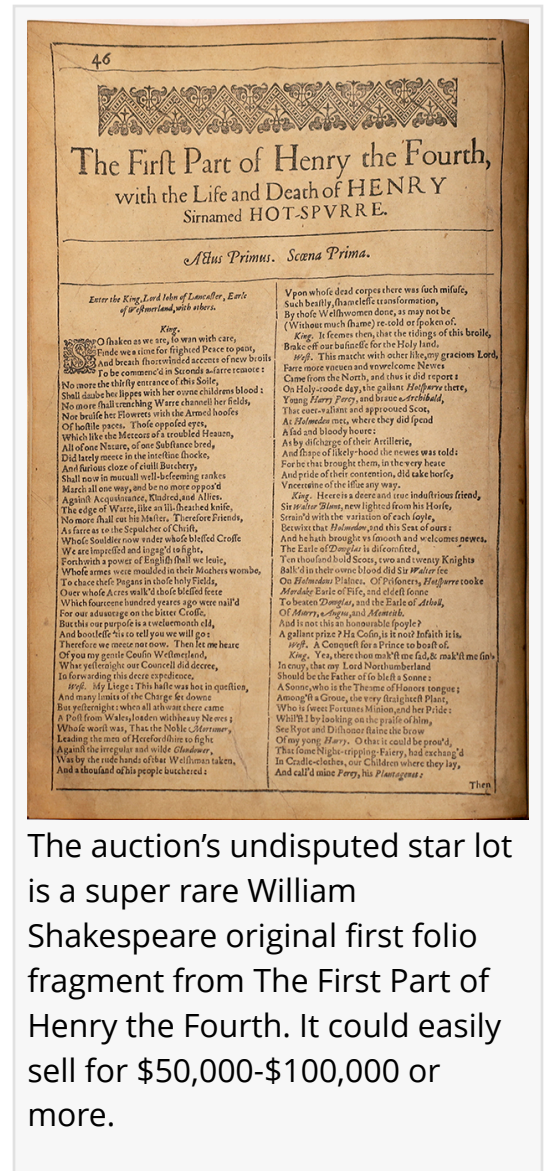 46
The Firſt Part of Henry the Fourth,
with the Life and Death of HENRY
Sirnamed HOT-SPVRRE.
Actus Primus. Scœna Prima.
Enter the King, Lord Iohn of Lancaſter, Earle
of Weſtmerland, with others.
King.
SO ſhaken as we are, ſo wan with care,
Finde we a time for frighted Peace to pant,
And breath ſhortwinded accents of new broils
To be commenc'd in Stronds a-farre remote:
No more the thirſty entrance of this Soile,
Shall daube her lippes with her owne childrens blood:
No more ſhall trenching Warre channell her fields,
Nor bruiſe her Flowrets with the Armed hoofes
Of hoſtile paces. Thoſe oppoſed eyes,
Which like the Meteors of a troubled Heauen,
All of one Nature, of one Subſtance bred,
Did lately meete in the inteſtine ſhocke,
And furious cloze of ciuill Butchery,
Shall now in mutuall well-beſeeming rankes
March all one way, and be no more oppos'd
Againſt Acquaintance, Kindred, and Allies.
The edge of Warre, like an ill-ſheathed knife,
No more ſhall cut his Maſter. Therefore Friends,
As farre as to the Sepulcher of Chriſt,
Whoſe Souldier now vnder whoſe bleſſed Croſſe
We are impreſſed and ingag'd to fight,
Forthwith a power of Engliſh ſhall we leuie,
Whoſe armes were moulded in their Mothers wombe,
To chace theſe Pagans in thoſe holy Fields,
Ouer whoſe Acres walk'd thoſe bleſſed feete
Which fourteene hundred yeares ago were nail'd
For our aduantage on the bitter Croſſe.
But this our purpoſe is a tweluemonth old,
And bootleſſe 'tis to tell you we will go:
Therefore we meete not now. Then let me heare
Of you my gentle Couſin Weſtmerland,
What yeſternight our Councell did decree,
In forwarding this deere expedience.
Weſt. My Liege: This haſte was hot in queſtion,
And many limits of the Charge ſet downe
But yeſternight: when all athwart there came
A Poſt from Wales, loaden with heauy Newes;
Whoſe worſt was, That the Noble Mortimer,
Leading the men of Herefordſhire to fight
Againſt the irregular and wilde Glendower,
Was by the rude hands of that Welſhman taken,
And a thouſand of his people butchered:
Vpon whoſe dead corpes there was ſuch miſuſe,
Such beaſtly, ſhameleſſe transformation,
By thoſe Welſhwomen done, as may not be
(Without much ſhame) re-told or ſpoken of.
King. It ſeemes then, that the tidings of this broile,
Brake off our buſineſſe for the Holy land.
Weſt. This matcht with other like, my gracious Lord,
Farre more vneuen and vnwelcome Newes
Came from the North, and thus it did report:
On Holy-roode day, the gallant Hotſpurre there,
Young Harry Percy, and braue Archibald,
That euer-valiant and approoued Scot,
At Holmeden met, where they did ſpend
A ſad and bloody houre:
As by diſcharge of their Artillerie,
And ſhape of likely-hood the newes was told:
For he that brought them, in the very heate
And pride of their contention, did take horſe,
Vncertaine of the iſſue any way.
King. Heere is a deere and true induſtrious friend,
Sir Walter Blunt, new lighted from his Horſe,
Strain'd with the variation of each ſoyle,
Betwixt that Holmedon, and this Seat of ours:
And he hath brought vs ſmooth and welcomes newes.
The Earle of Douglas is diſcomfited,
Ten thouſand bold Scots, two and twenty Knights
Balk'd in their owne blood did Sir Walter ſee
On Holmedons Plaines. Of Priſoners, Hotſpurre tooke
Mordake Earle of Fife, and eldeſt ſonne
To beaten Douglas, and the Earle of Atholl,
Of Murry, Angus, and Menteith.
And is not this an honourable ſpoyle?
A gallant prize? Ha Coſin, is it not? Infaith it is.
Weſt. A Conqueſt for a Prince to boaſt of.
King. Yea, there thou mak'ſt me ſad, & mak'ſt me ſin,
In enuy, that my Lord Northumberland
Should be the Father of ſo bleſt a Sonne:
A Sonne, who is the Theame of Honors tongue;
Among'ſt a Groue, the very ſtraighteſt Plant,
Who is ſweet Fortunes Minion, and her Pride:
Whil'ſt I by looking on the praiſe of him,
See Ryot and Diſhonor ſtaine the brow
Of my yong Harry. O that it could be prou'd,
That ſome Night-tripping-Faiery, had exchang'd
In Cradle-clothes, our Children where they lay,
And call'd mine Percy, his Plantagenet:
Then
The auction’s undisputed star lot
is a super rare William
Shakespeare original first folio
fragment from The First Part of
Henry the Fourth. It could easily
sell for $50,000-$100,000 or
more.